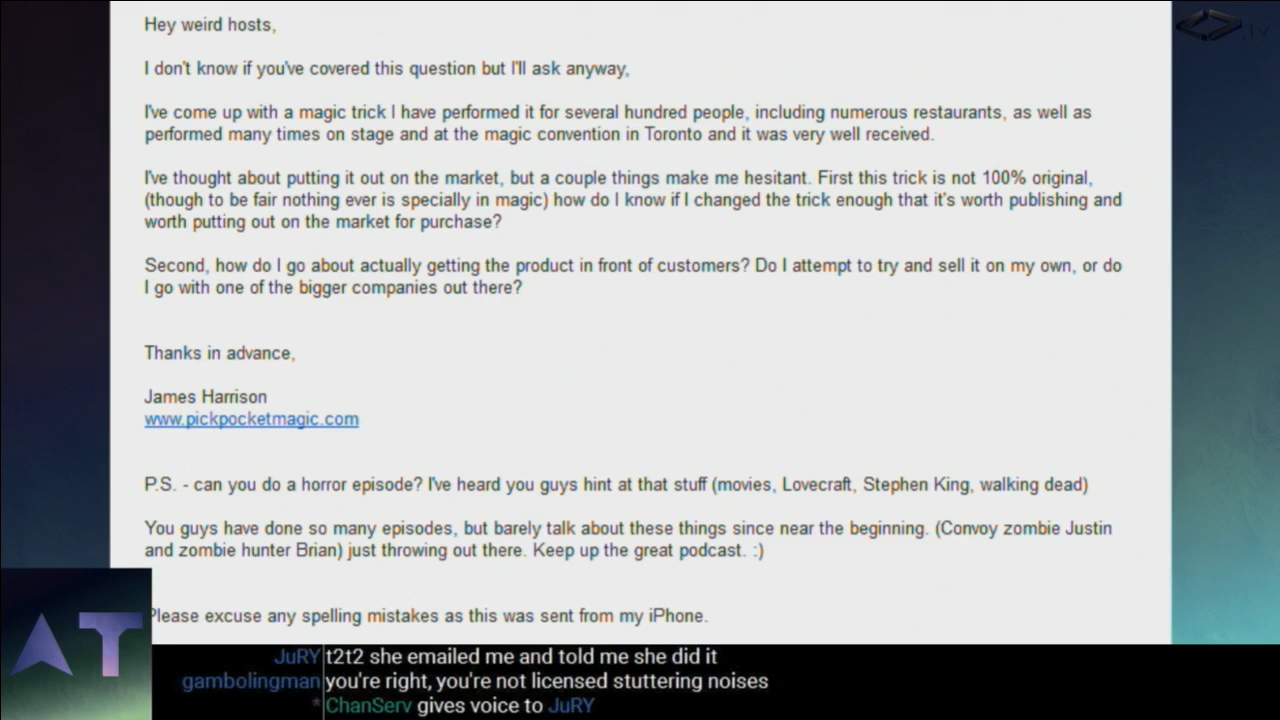 Hey weird hosts,
I don't know if you've covered this question but I'll ask anyway,
I've come up with a magic trick I have performed it for several hundred people, including numerous restaurants, as well as
performed many times on stage and at the magic convention in Toronto and it was very well received.
I've thought about putting it out on the market, but a couple things make me hesitant. First this trick is not 100% original,
(though to be fair nothing ever is specially in magic) how do I know if I changed the trick enough that it's worth publishing and
worth putting out on the market for purchase?
Second, how do I go about actually getting the product in front of customers? Do I attempt to try and sell it on my own, or do
I go with one of the bigger companies out there?
Thanks in advance,
James Harrison
www.pickpocketmagic.com
P.S. - can you do a horror episode? I've heard you guys hint at that stuff (movies, Lovecraft, Stephen King, walking dead)
You guys have done so many episodes, but barely talk about these things since near the beginning. (Convoy zombie Justin
and zombie hunter Brian) just throwing out there. Keep up the great podcast. :)
Please excuse any spelling mistakes as this was sent from my iPhone.
AT
JuRY t2t2 she emailed me and told me she did it
gambolingman you're right, you're not licensed stuttering noises
* ChanServ gives voice to JuRY